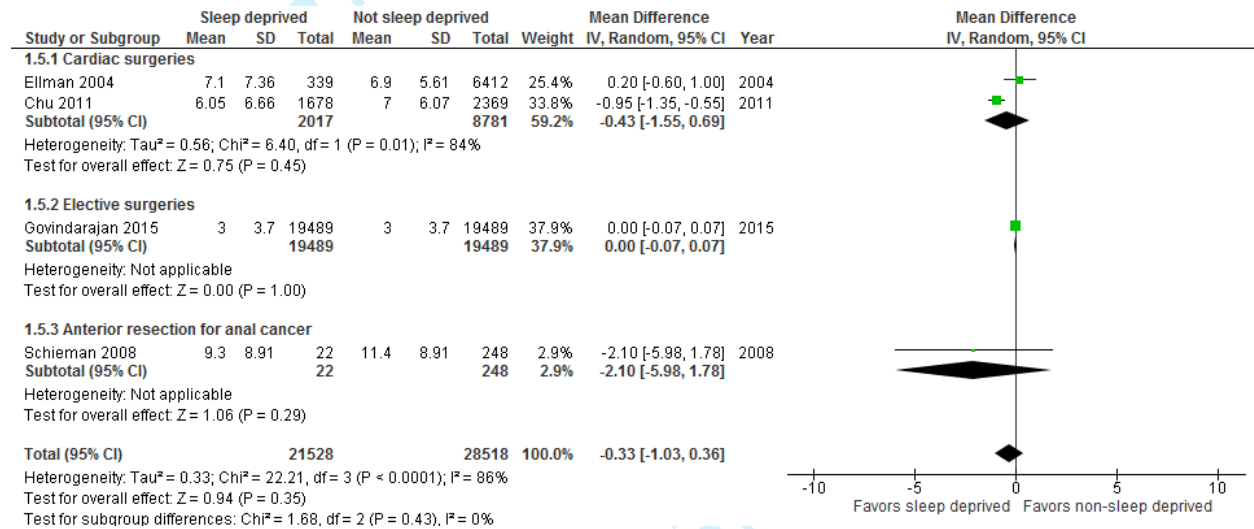 Sleep deprived Not sleep deprived Mean Difference Mean Difference
Study or Subgroup Mean SD Total Mean SD Total Weight IV, Random, 95% CI Year IV, Random, 95% CI
1.5.1 Cardiac surgeries
Ellman 2004 7.1 7.36 339 6.9 5.61 6412 25.4% 0.20 [-0.60, 1.00] 2004
Chu 2011 6.05 6.66 1678 7 6.07 2369 33.8% -0.95 [-1.35, -0.55] 2011
Subtotal (95% CI) 2017 8781 59.2% -0.43 [-1.55, 0.69]
Heterogeneity: Tau² = 0.56; Chi² = 6.40, df = 1 (P = 0.01); I² = 84%
Test for overall effect: Z = 0.75 (P = 0.45)
1.5.2 Elective surgeries
Govindarajan 2015 3 3.7 19489 3 3.7 19489 37.9% 0.00 [-0.07, 0.07] 2015
Subtotal (95% CI) 19489 19489 37.9% 0.00 [-0.07, 0.07]
Heterogeneity: Not applicable
Test for overall effect: Z = 0.00 (P = 1.00)
1.5.3 Anterior resection for anal cancer
Schieman 2008 9.3 8.91 22 11.4 8.91 248 2.9% -2.10 [-5.98, 1.78] 2008
Subtotal (95% CI) 22 248 2.9% -2.10 [-5.98, 1.78]
Heterogeneity: Not applicable
Test for overall effect: Z = 1.06 (P = 0.29)
Total (95% CI) 21528 28518 100.0% -0.33 [-1.03, 0.36]
Heterogeneity: Tau² = 0.33; Chi² = 22.21, df = 3 (P < 0.0001); I² = 86%
Test for overall effect: Z = 0.94 (P = 0.35)
Test for subgroup differences: Chi² = 1.68, df = 2 (P = 0.43), I² = 0%
-10 -5 0 5 10
Favors sleep deprived Favors non-sleep deprived